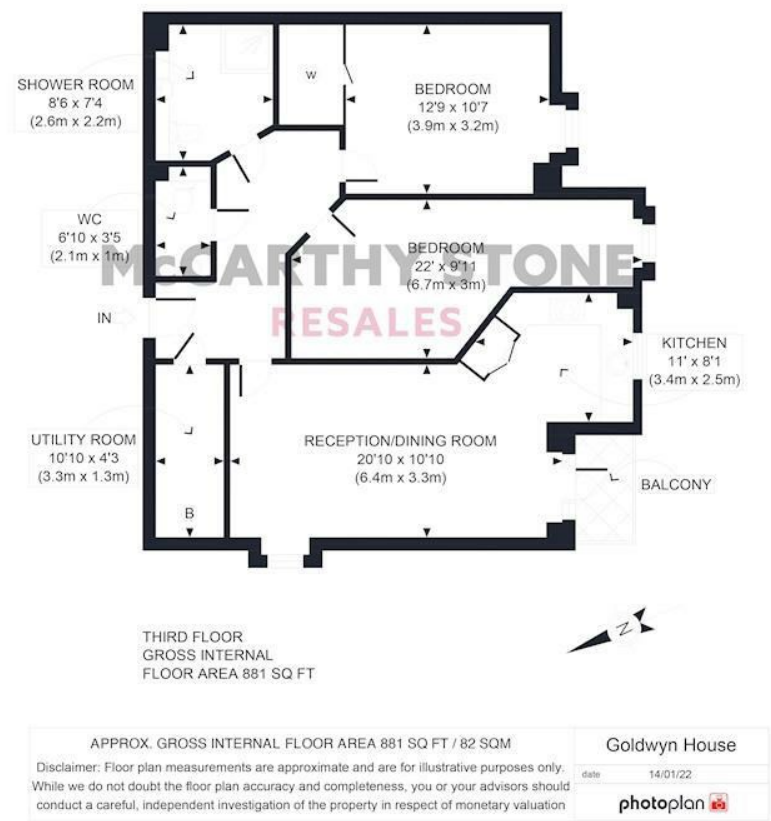 SHOWER ROOM
8'6 x 7'4
(2.6m x 2.2m)
W
BEDROOM
12'9 x 10'7
(3.9m x 3.2m)
WC
6'10 x 3'5
(2.1m x 1m)
BEDROOM
22' x 9'11
(6.7m x 3m)
McCARTHY STONE
RESALES
IN
KITCHEN
11' x 8'1
(3.4m x 2.5m)
UTILITY ROOM
10'10 x 4'3
(3.3m x 1.3m)
B
RECEPTION/DINING ROOM
20'10 x 10'10
(6.4m x 3.3m)
BALCONY
N
THIRD FLOOR
GROSS INTERNAL
FLOOR AREA 881 SQ FT
APPROX. GROSS INTERNAL FLOOR AREA 881 SQ FT / 82 SQM
Disclaimer: Floor plan measurements are approximate and are for illustrative purposes only.
While we do not doubt the floor plan accuracy and completeness, you or your advisors should
conduct a careful, independent investigation of the property in respect of monetary valuation
Goldwyn House
date 14/01/22
photoplan